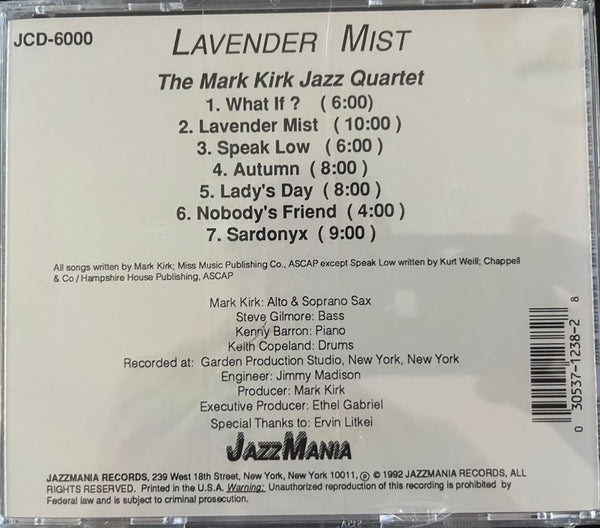 JCD-6000
LAVENDER MIST
The Mark Kirk Jazz Quartet
1. What If ? ( 6:00)
2. Lavender Mist ( 10:00 )
3. Speak Low ( 6:00 )
4. Autumn ( 8:00 )
5. Lady's Day ( 8:00 )
6. Nobody's Friend ( 4:00 )
7. Sardonyx ( 9:00 )
All songs written by Mark Kirk; Miss Music Publishing Co., ASCAP except Speak Low written by Kurt Weill; Chappell
& Co / Hampshire House Publishing, ASCAP
Mark Kirk: Alto & Soprano Sax
Steve Gilmore: Bass
Kenny Barron: Piano
Keith Copeland: Drums
Recorded at: Garden Production Studio, New York, New York
Engineer: Jimmy Madison
Producer: Mark Kirk
Executive Producer: Ethel Gabriel
Special Thanks to: Ervin Litkei
JAZZMANIA
JAZZMANIA RECORDS, 239 West 18th Street, New York, New York 10011, ℗ © 1992 JAZZMANIA RECORDS, ALL
RIGHTS RESERVED. Printed in the U.S.A. Warning: Unauthorized reproduction of this recording is prohibited by
Federal law and is subject to criminal prosecution.
0 30537-1238-2 8